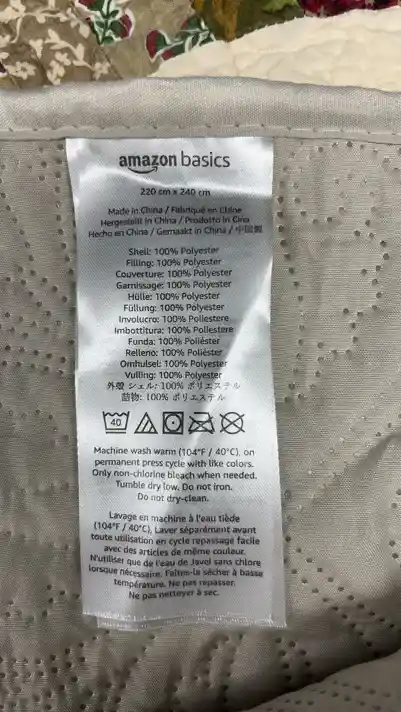 amazon basics
220 cm x 240 cm
Made in China / Fabriqué en Chine
Hergestellt in China / Prodotto in Cina
Hecho en China / Gemaakt in China / 中国製
Shell: 100% Polyester
Filling: 100% Polyester
Couverture: 100% Polyester
Garnissage: 100% Polyester
Hülle: 100% Polyester
Füllung: 100% Polyester
Involucro: 100% Poliestere
Imbottitura: 100% Poliestere
Funda: 100% Poliéster
Relleno: 100% Poliéster
Omhulsel: 100% Polyester
Vulling: 100% Polyester
外殻 シェル: 100% ポリエステル
詰物: 100% ポリエステル
40
Machine wash warm (104°F / 40°C), on
permanent press cycle with like colors.
Only non-chlorine bleach when needed.
Tumble dry low. Do not iron.
Do not dry-clean.
Lavage en machine à l'eau tiède
(104°F / 40°C), Laver séparément avant
toute utilisation en cycle repassage facile
avec des articles de même couleur.
N'utiliser que de l'eau de Javel sans chlore
lorsque nécessaire. Faites-la sécher à basse
température. Ne pas repasser.
Ne pas nettoyer à sec.